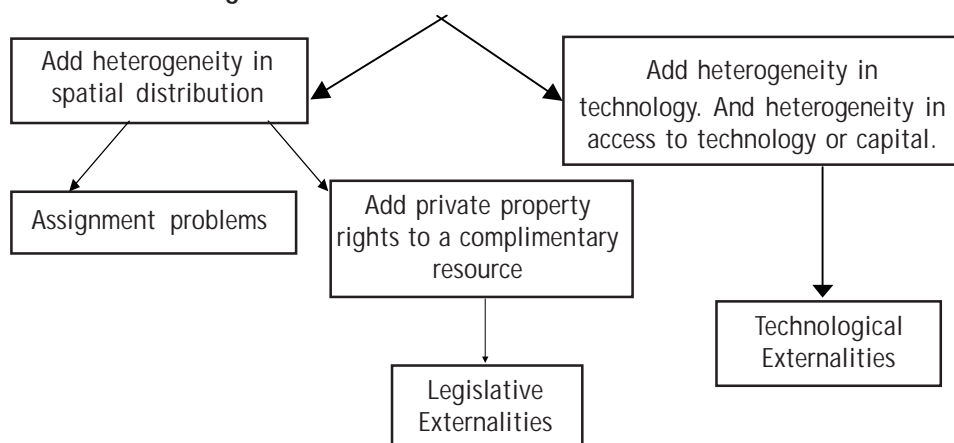 Add heterogeneity in
spatial distribution
Add heterogeneity in
technology. And heterogeneity in
access to technology or capital.
Assignment problems
Add private property
rights to a complimentary
resource
Technological
Externalities
Legislative
Externalities